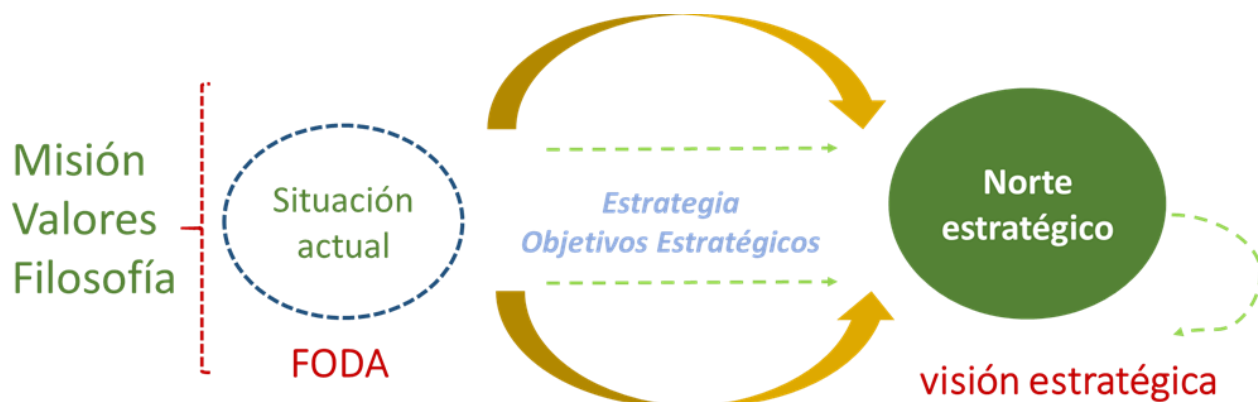 Misión
Valores
Filosofía
Situación
actual
FODA
Estrategia
Objetivos Estratégicos
Norte
estratégico
visión estratégica